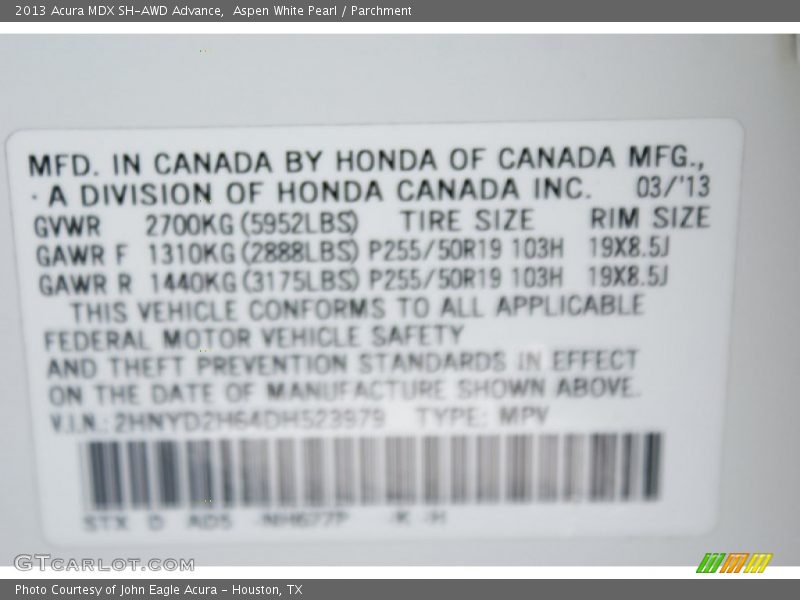 2013 Acura MDX SH-AWD Advance,  Aspen White Pearl / Parchment
MFD. IN CANADA BY HONDA OF CANADA MFG.,
A DIVISION OF HONDA CANADA INC. 03/'13
GVWR 2700KG (5952LBS) TIRE SIZE RIM SIZE
GAWR F 1310KG (2888LBS) P255/50R19 103H 19X8.5J
GAWR R 1440KG (3175LBS) P255/50R19 103H 19X8.5J
THIS VEHICLE CONFORMS TO ALL APPLICABLE
FEDERAL MOTOR VEHICLE SAFETY
AND THEFT PREVENTION STANDARDS IN EFFECT
ON THE DATE OF MANUFACTURE SHOWN ABOVE.
V.I.N.: 2HNYD2H64DH523979 TYPE: MPV
STX D AD5 -NH677P -K -H
GTCARLOT.COM
Photo Courtesy of John Eagle Acura - Houston, TX